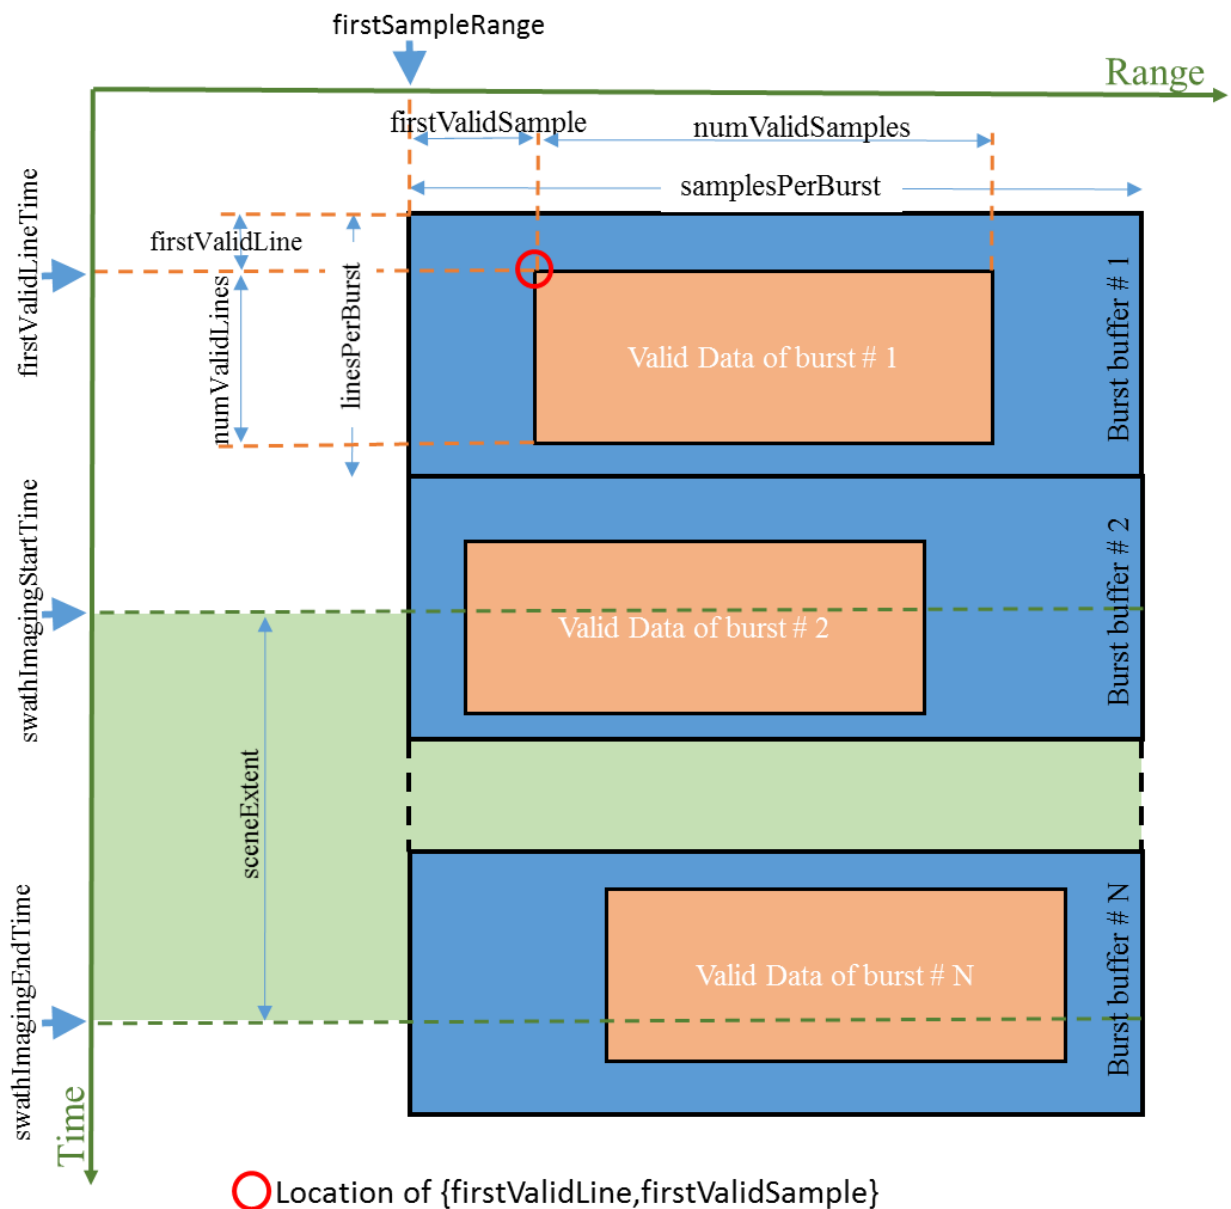 firstSampleRange
Range
firstValidSample
numValidSamples
samplesPerBurst
firstValidLineTime
firstValidLine
numValidLines
linesPerBurst
Valid Data of burst # 1
Burst buffer # 1
swathImagingStartTime
Valid Data of burst # 2
Burst buffer # 2
sceneExtent
swathImagingEndTime
Valid Data of burst # N
Burst buffer # N
Time
Location of {firstValidLine,firstValidSample}